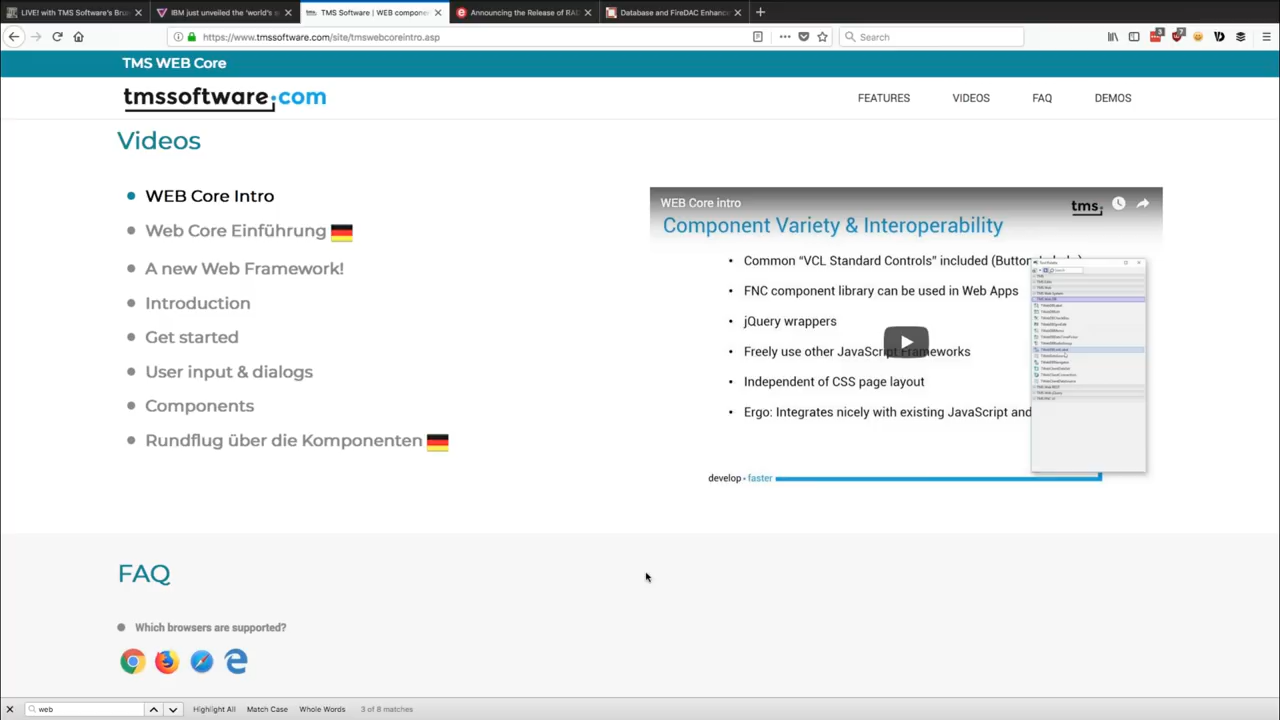 LIVE! with TMS Software's Bru
IBM just unveiled the 'world's s
TMS Software | WEB compone
Announcing the Release of RA
Database and FireDAC Enhance
https://www.tmssoftware.com/site/tmswebcoreintro.asp
Search
TMS WEB Core
tmssoftware.com
FEATURES
VIDEOS
FAQ
DEMOS
Videos
WEB Core Intro
Web Core Einführung
A new Web Framework!
Introduction
Get started
User input & dialogs
Components
Rundflug über die Komponenten
WEB Core intro
tms
Component Variety & Interoperability
• Common "VCL Standard Controls" included (Button
• FNC component library can be used in Web Apps
• jQuery wrappers
• Freely use other JavaScript Frameworks
• Independent of CSS page layout
• Ergo: Integrates nicely with existing JavaScript and
develop • faster
FAQ
Which browsers are supported?
web
Highlight All
Match Case
Whole Words
3 of 8 matches